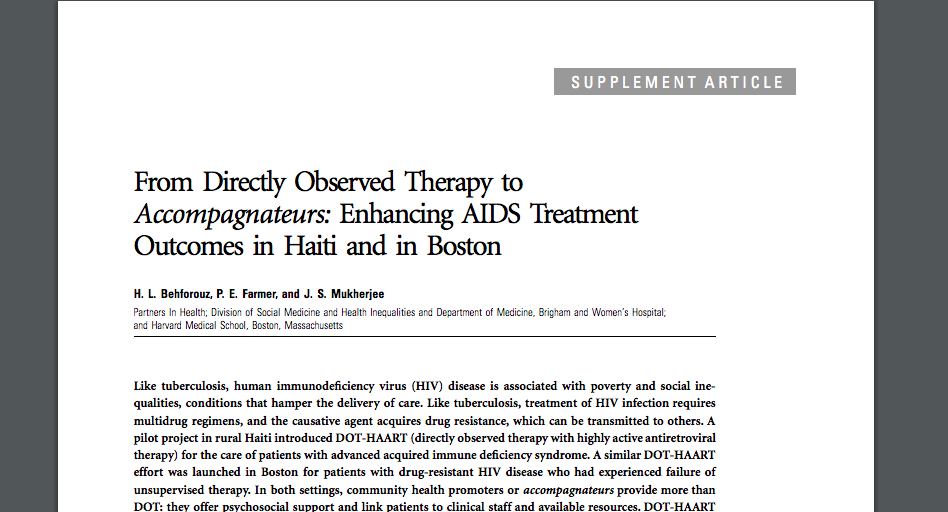 SUPPLEMENT ARTICLE
From Directly Observed Therapy to
Accompagnateurs: Enhancing AIDS Treatment
Outcomes in Haiti and in Boston
H. L. Behforouz, P. E. Farmer, and J. S. Mukherjee
Partners In Health; Division of Social Medicine and Health Inequalities and Department of Medicine, Brigham and Women's Hospital;
and Harvard Medical School, Boston, Massachusetts
Like tuberculosis, human immunodeficiency virus (HIV) disease is associated with poverty and social ine-
qualities, conditions that hamper the delivery of care. Like tuberculosis, treatment of HIV infection requires
multidrug regimens, and the causative agent acquires drug resistance, which can be transmitted to others. A
pilot project in rural Haiti introduced DOT-HAART (directly observed therapy with highly active antiretroviral
therapy) for the care of patients with advanced acquired immune deficiency syndrome. A similar DOT-HAART
effort was launched in Boston for patients with drug-resistant HIV disease who had experienced failure of
unsupervised therapy. In both settings, community health promoters or accompagnateurs provide more than
DOT: they offer psychosocial support and link patients to clinical staff and available resources. DOT-HAART